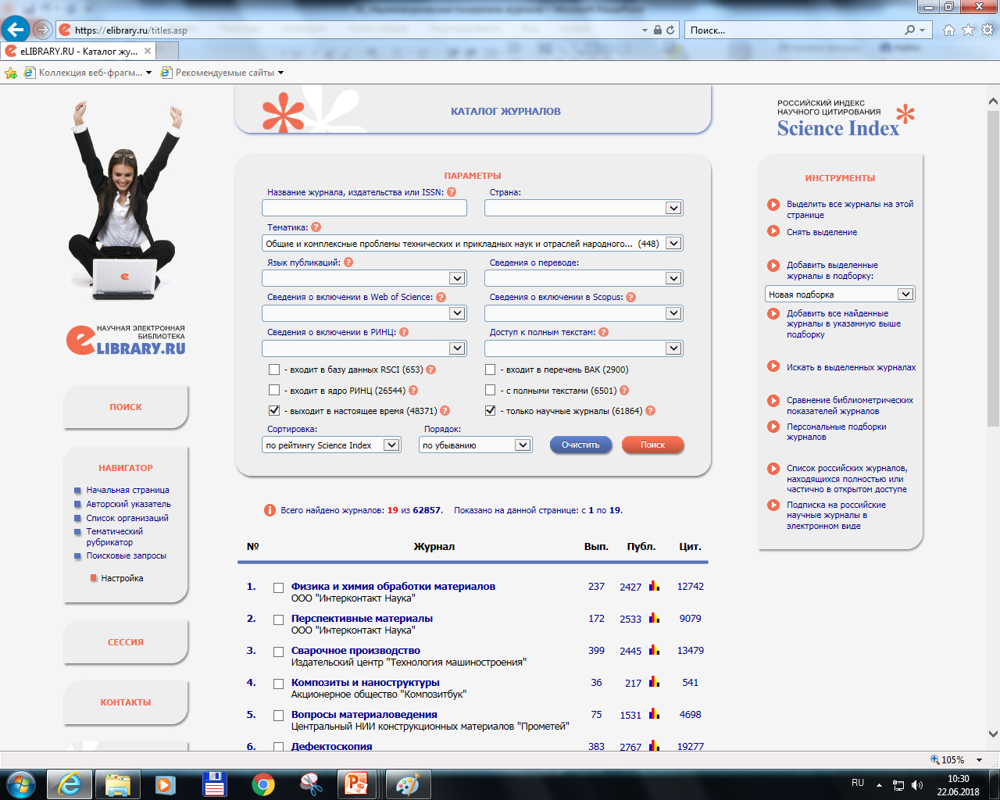 https://elibrary.ru/titles.asp
Поиск...
eLIBRARY.RU - Каталог жу...
Коллекция веб-фрагм...
Рекомендуемые сайты
НАУЧНАЯ ЭЛЕКТРОННАЯ
БИБЛИОТЕКА
eLIBRARY.RU
ПОИСК
НАВИГАТОР
Начальная страница
Авторский указатель
Список организаций
Тематический
рубрикатор
Поисковые запросы
Настройка
СЕССИЯ
КОНТАКТЫ
КАТАЛОГ ЖУРНАЛОВ
ПАРАМЕТРЫ
Название журнала, издательства или ISSN: ?
Страна:
Тематика: ?
Общие и комплексные проблемы технических и прикладных наук и отраслей народного... (448)
Язык публикаций: ?
Сведения о переводе:
Сведения о включении в Web of Science: ?
Сведения о включении в Scopus: ?
Сведения о включении в РИНЦ: ?
Доступ к полным текстам: ?
- входит в базу данных RSCI (653) ?
- входит в перечень ВАК (2900)
- входит в ядро РИНЦ (26544) ?
- с полными текстами (6501) ?
- выходит в настоящее время (48371) ?
- только научные журналы (61864) ?
Сортировка:
Порядок:
по рейтингу Science Index
по убыванию
Очистить
Поиск
Всего найдено журналов: 19 из 62857. Показано на данной странице: с 1 по 19.
№ Журнал Вып. Публ. Цит.
1. Физика и химия обработки материалов 237 2427 12742
ООО "Интерконтакт Наука"
2. Перспективные материалы 172 2533 9079
ООО "Интерконтакт Наука"
3. Сварочное производство 399 2445 13479
Издательский центр "Технология машиностроения"
4. Композиты и наноструктуры 36 217 541
Акционерное общество "Композитбук"
5. Вопросы материаловедения 75 1531 4698
Центральный НИИ конструкционных материалов "Прометей"
6. Дефектоскопия 383 2767 19277
РОССИЙСКИЙ ИНДЕКС
НАУЧНОГО ЦИТИРОВАНИЯ
Science Index
ИНСТРУМЕНТЫ
Выделить все журналы на этой
странице
Снять выделение
Добавить выделенные
журналы в подборку:
Новая подборка
Добавить все найденные
журналы в указанную выше
подборку
Искать в выделенных журналах
Сравнение библиометрических
показателей журналов
Персональные подборки
журналов
Список российских журналов,
находящихся полностью или
частично в открытом доступе
Подписка на российские
научные журналы в
электронном виде
105%
RU
10:30
22.06.2018